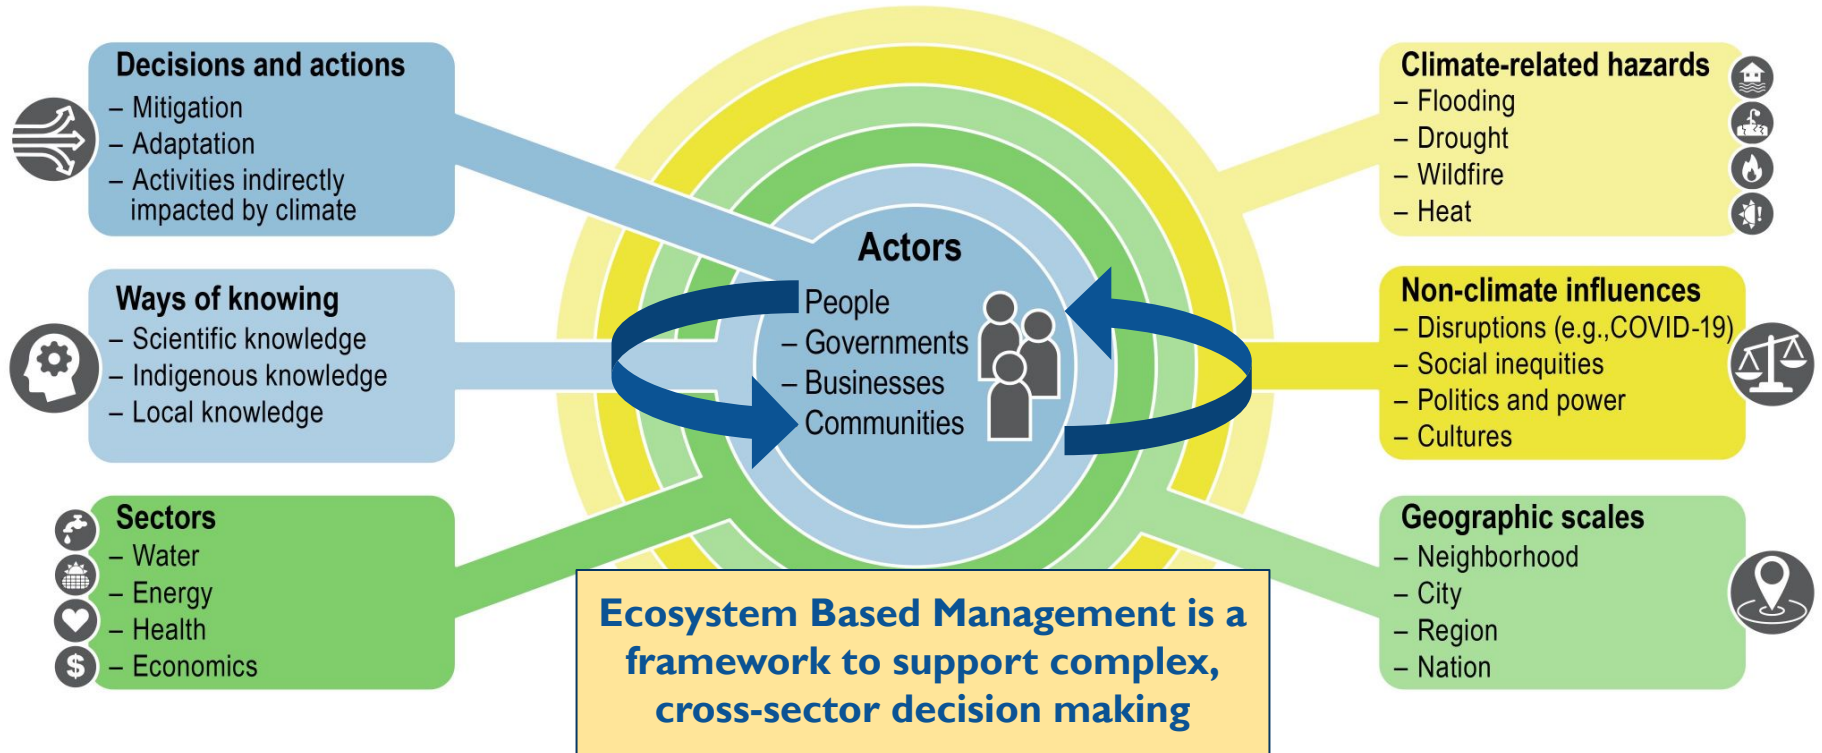 Decisions and actions
– Mitigation
– Adaptation
– Activities indirectly
impacted by climate
Ways of knowing
– Scientific knowledge
– Indigenous knowledge
– Local knowledge
Sectors
– Water
– Energy
– Health
– Economics
$
Actors
People
– Governments
– Businesses
Communities
Climate-related hazards
– Flooding
– Drought
– Wildfire
– Heat
!
Non-climate influences
– Disruptions (e.g.,COVID-19)
– Social inequities
– Politics and power
– Cultures
Geographic scales
– Neighborhood
– City
– Region
– Nation
Ecosystem Based Management is a
framework to support complex,
cross-sector decision making